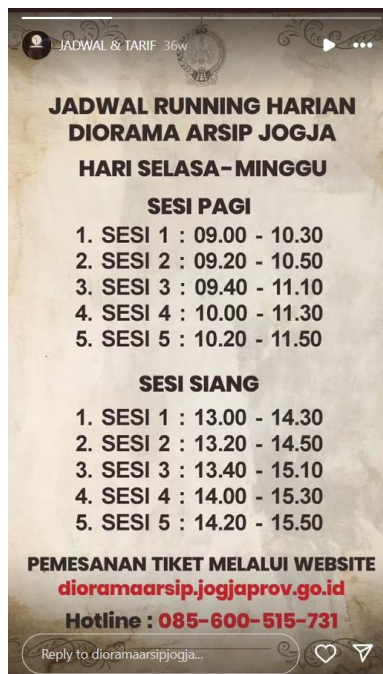 JADWAL & TARIF 36w
JADWAL RUNNING HARIAN
DIORAMA ARSIP JOGJA
HARI SELASA-MINGGU
SESI PAGI
1. SESI 1 : 09.00 - 10.30
2. SESI 2 : 09.20 - 10.50
3. SESI 3 : 09.40 - 11.10
4. SESI 4 : 10.00 - 11.30
5. SESI 5 : 10.20 - 11.50
SESI SIANG
1. SESI 1 : 13.00 - 14.30
2. SESI 2 : 13.20 - 14.50
3. SESI 3 : 13.40 - 15.10
4. SESI 4 : 14.00 - 15.30
5. SESI 5 : 14.20 - 15.50
PEMESANAN TIKET MELALUI WEBSITE
dioramaarsip.jogjaprov.go.id
Hotline : 085-600-515-731
Reply to dioramaarsipjogja...